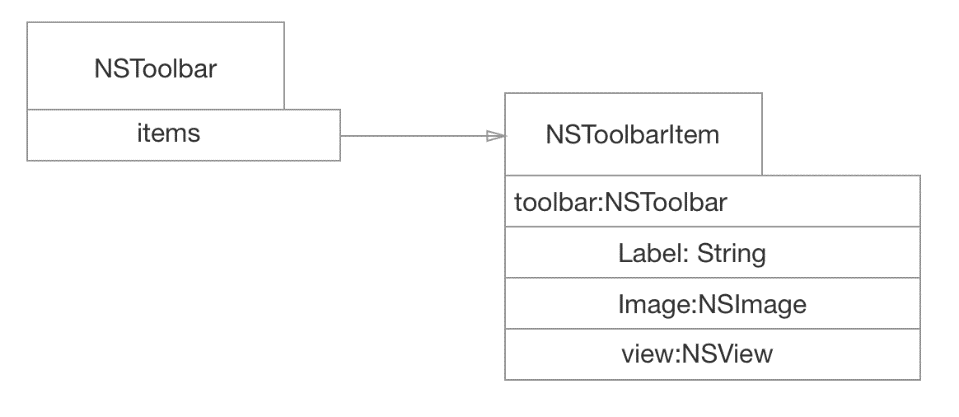 NSToolbar
items
NSToolbarItem
toolbar:NSToolbar
Label: String
Image:NSImage
view:NSView